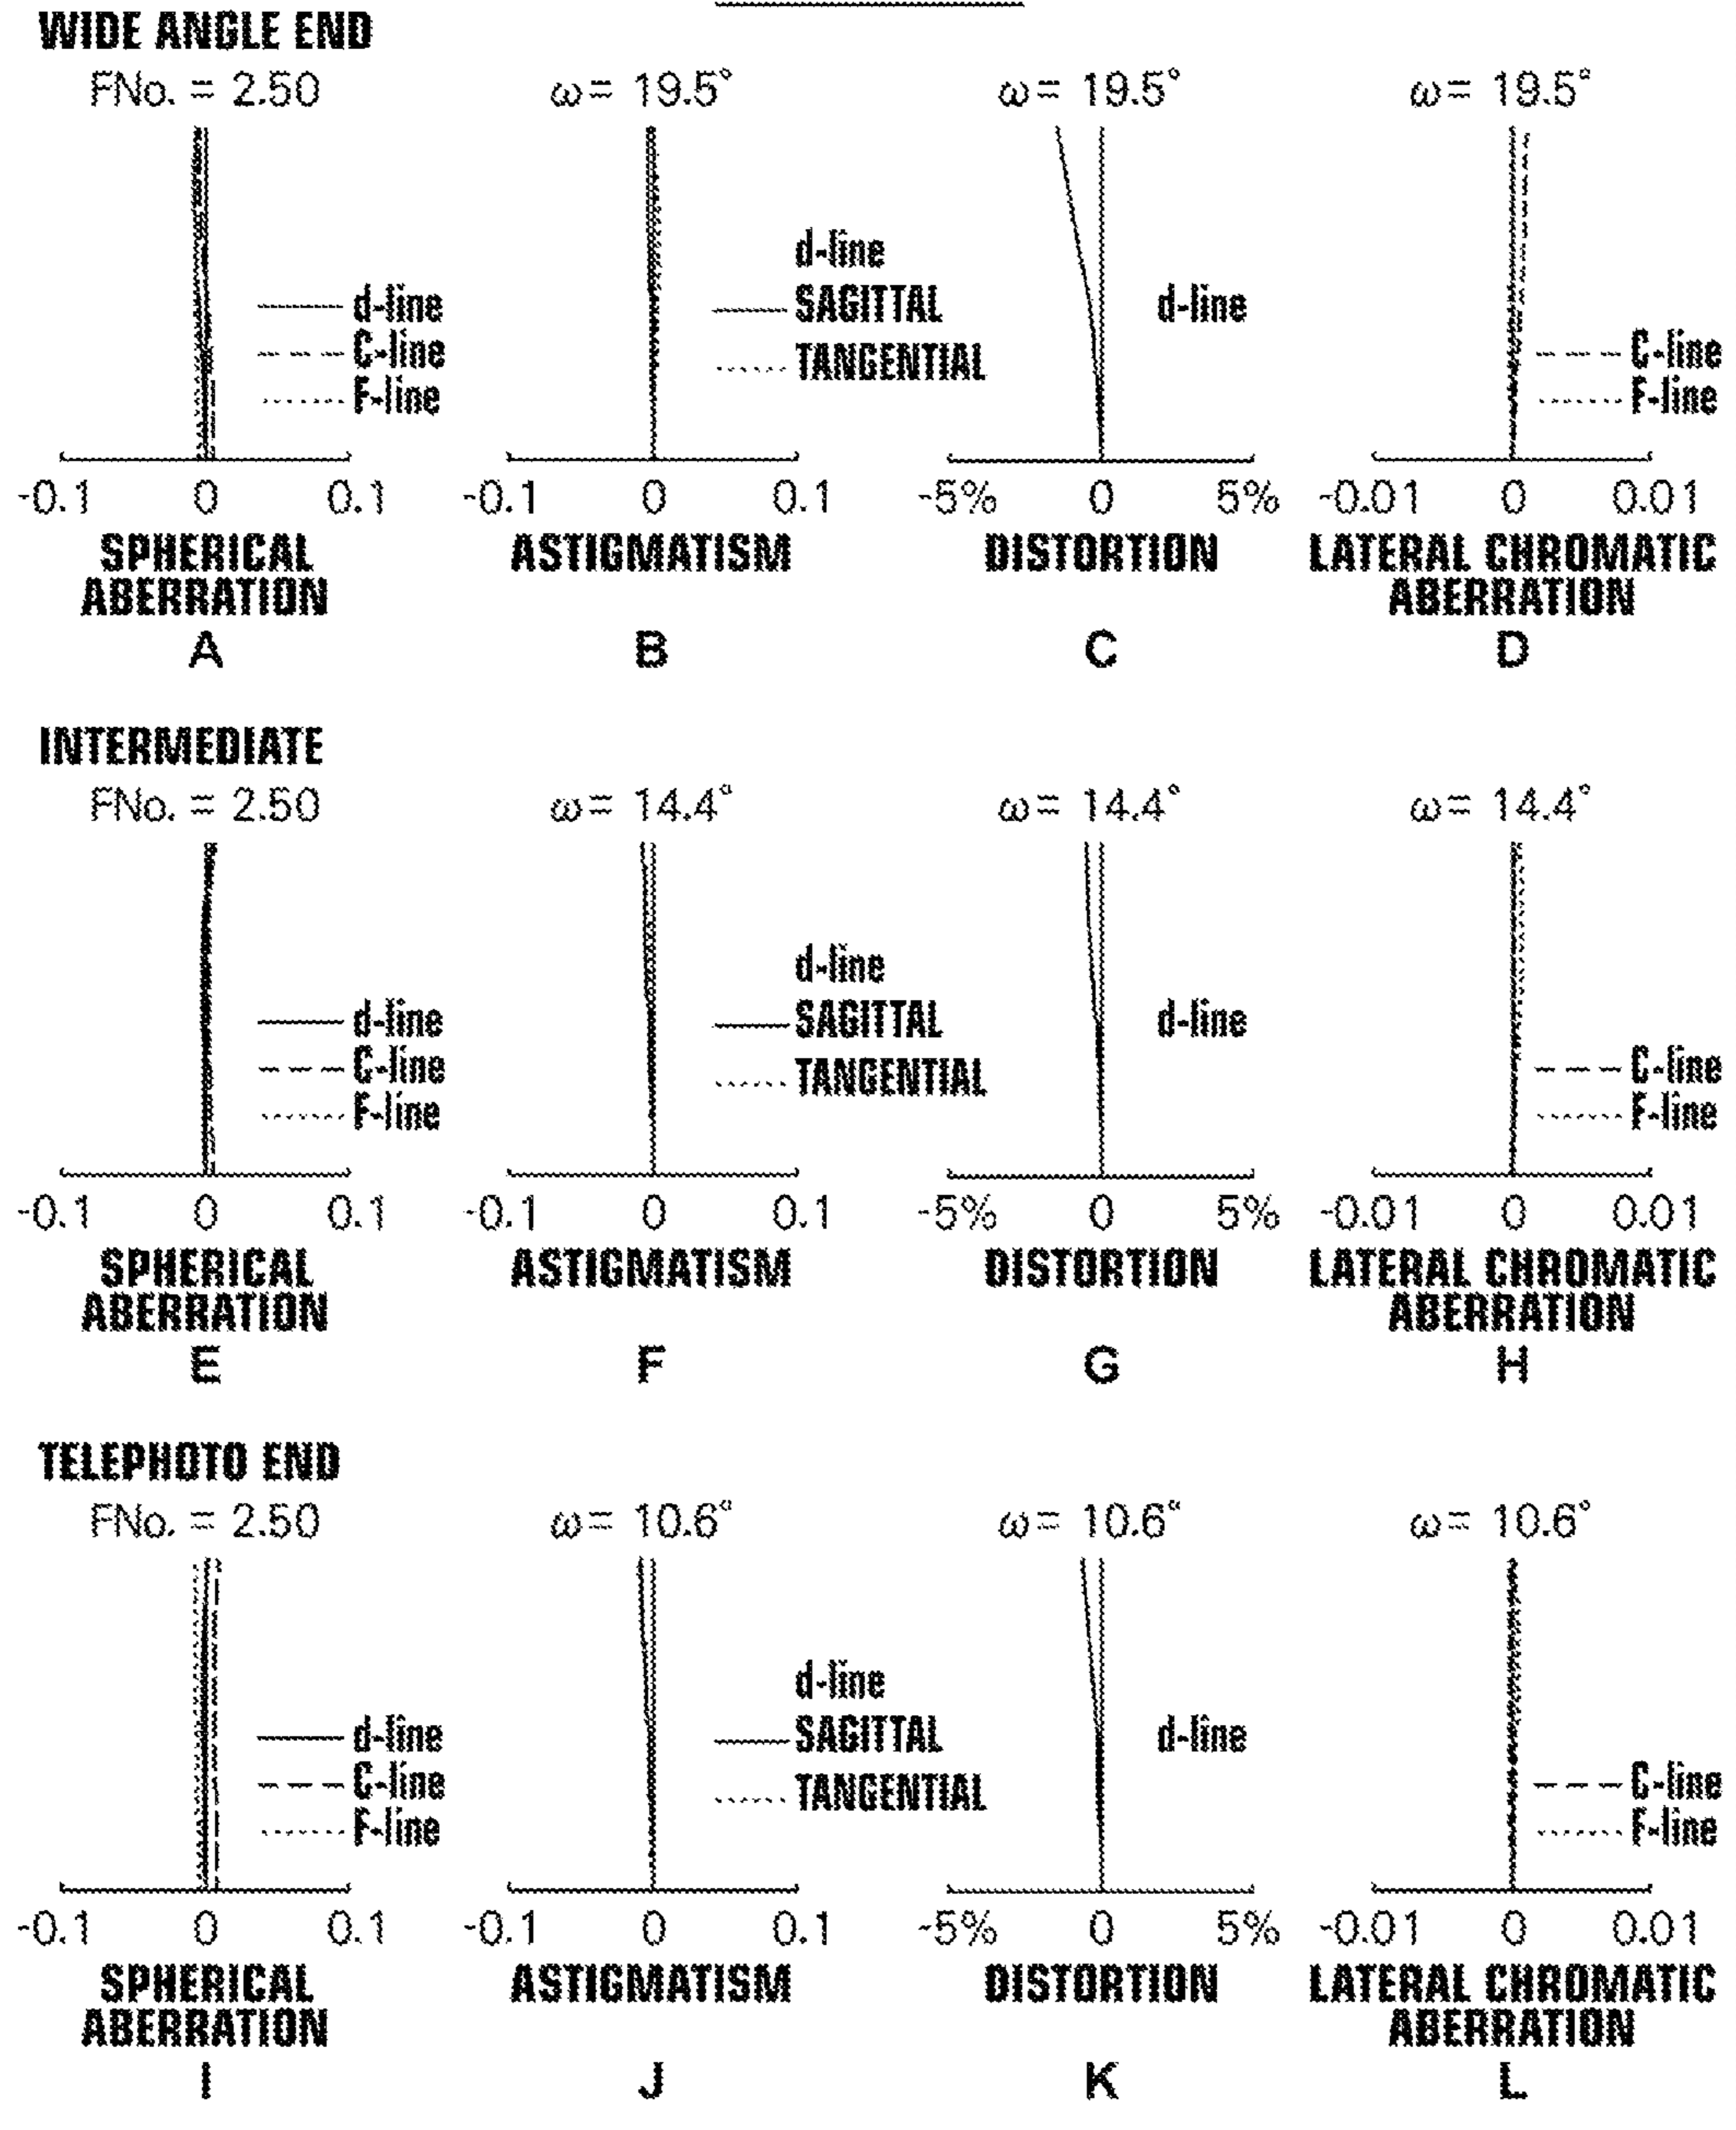 WIDE ANGLE END
FNo. = 2.50
ω= 19.5°
ω= 19.5°
ω= 19.5°
d-line
C-line
F-line
d-line
SAGITTAL
TANGENTIAL
d-line
C-line
F-line
-0.1 0 0.1
-0.1 0 0.1
-5% 0 5%
-0.01 0 0.01
SPHERICAL
ABERRATION
ASTIGMATISM
DISTORTION
LATERAL CHROMATIC
ABERRATION
A
B
C
D
INTERMEDIATE
FNo. = 2.50
ω= 14.4°
ω= 14.4°
ω= 14.4°
d-line
C-line
F-line
d-line
SAGITTAL
TANGENTIAL
d-line
C-line
F-line
-0.1 0 0.1
-0.1 0 0.1
-5% 0 5%
-0.01 0 0.01
SPHERICAL
ABERRATION
ASTIGMATISM
DISTORTION
LATERAL CHROMATIC
ABERRATION
E
F
G
H
TELEPHOTO END
FNo. = 2.50
ω= 10.6°
ω= 10.6°
ω= 10.6°
d-line
C-line
F-line
d-line
SAGITTAL
TANGENTIAL
d-line
C-line
F-line
-0.1 0 0.1
-0.1 0 0.1
-5% 0 5%
-0.01 0 0.01
SPHERICAL
ABERRATION
ASTIGMATISM
DISTORTION
LATERAL CHROMATIC
ABERRATION
I
J
K
L